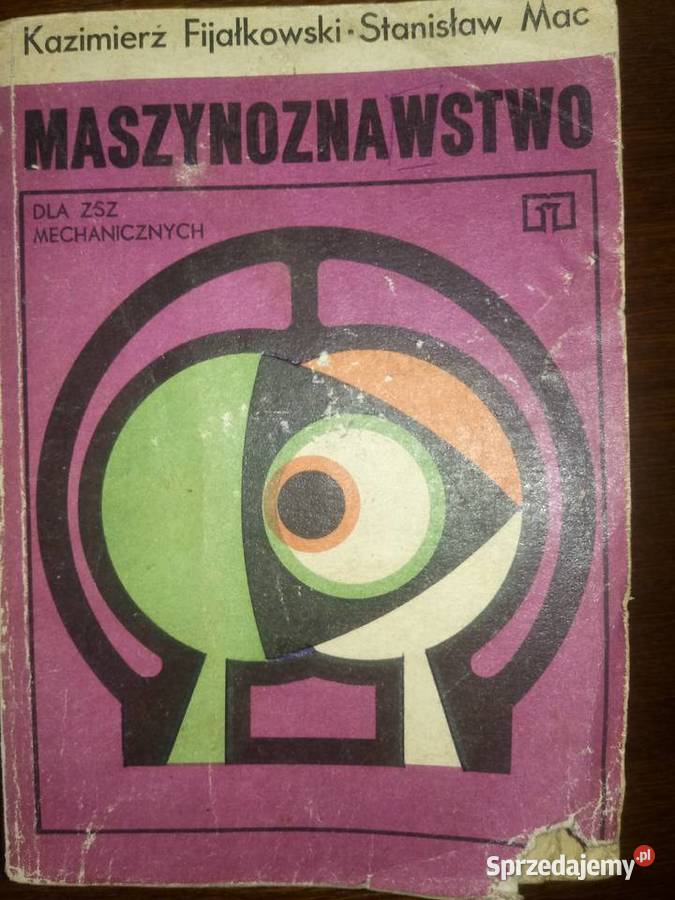 Kazimierz Fijałkowski · Stanisław Mac
MASZYNOZNAWSTWO
DLA ZSZ
MECHANICZNYCH
Sprzedajemy.pl